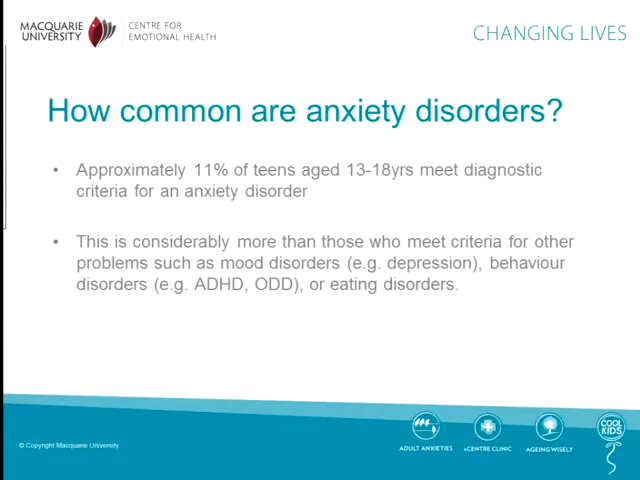 MACQUARIE
UNIVERSITY
CENTRE FOR
EMOTIONAL HEALTH
CHANGING LIVES
How common are anxiety disorders?
• Approximately 11% of teens aged 13-18yrs meet diagnostic
criteria for an anxiety disorder
• This is considerably more than those who meet criteria for other
problems such as mood disorders (e.g. depression), behaviour
disorders (e.g. ADHD, ODD), or eating disorders.
© Copyright Macquarie University
ADULT ANXIETIES
eCENTRE CLINIC
AGEING WISELY
COOL
KIDS